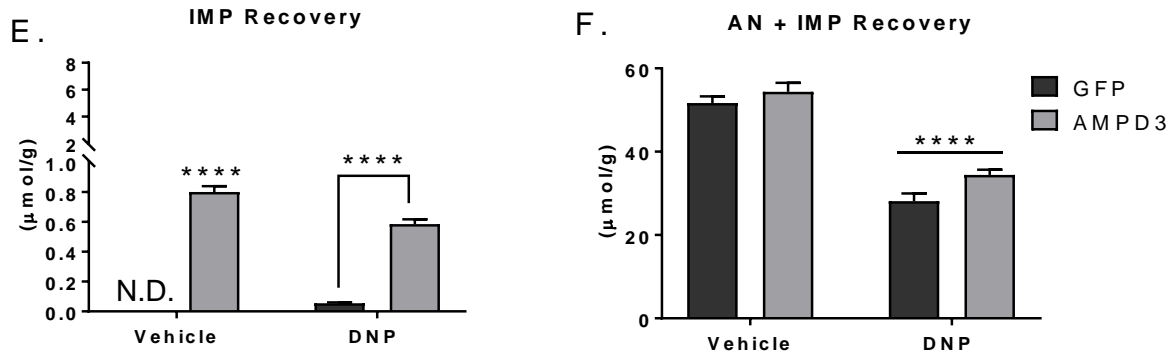 E.
IMP Recovery
8
6
4
2
1.0
0.8
0.6
0.4
0.2
0.0
(μmol/g)
N.D.
****
****
Vehicle
DNP
F.
AN + IMP Recovery
60
40
20
0
(μmol/g)
****
Vehicle
DNP
GFP
AMPD3